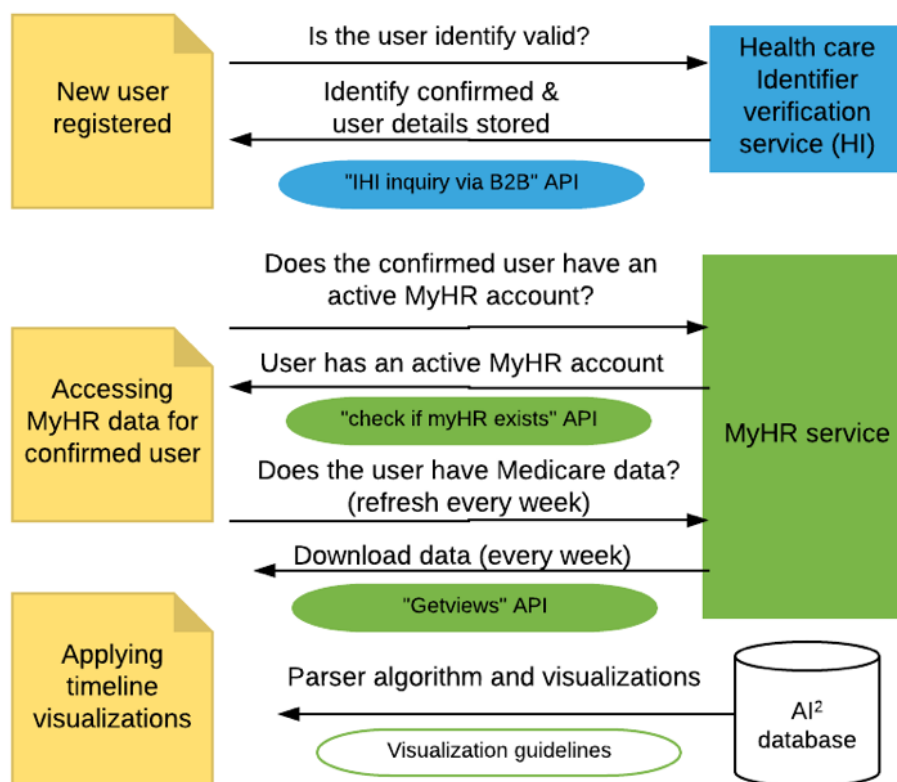 New user
registered
Is the user identify valid?
Identify confirmed &
user details stored
"IHI inquiry via B2B" API
Health care
Identifier
verification
service (HI)
Accessing
MyHR data for
confirmed user
Does the confirmed user have an
active MyHR account?
User has an active MyHR account
"check if myHR exists" API
Does the user have Medicare data?
(refresh every week)
Download data (every week)
"Getviews" API
MyHR service
Applying
timeline
visualizations
Parser algorithm and visualizations
Visualization guidelines
AI²
database